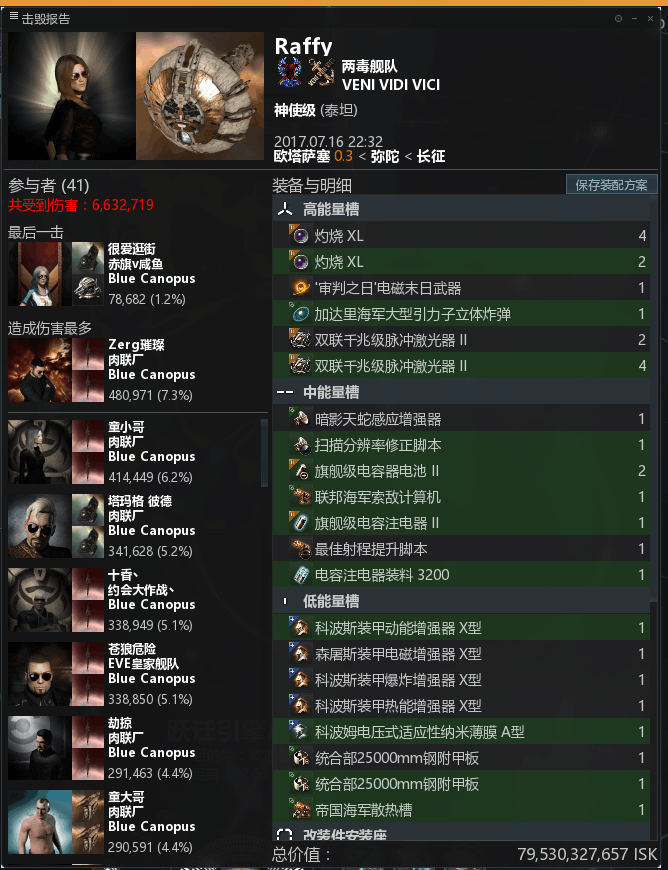 击毁报告
Raffy
两毒舰队
VENI VIDI VICI
神使级 (泰坦)
2017.07.16 22:32
欧塔萨塞 0.3 < 弥陀 < 长征
参与者 (41)
共受到伤害：6,632,719
最后一击
很爱逛街
赤旗v咸鱼
Blue Canopus
78,682 (1.2%)
造成伤害最多
Zerg璀璨
肉联厂
Blue Canopus
480,971 (7.3%)
童小哥
肉联厂
Blue Canopus
414,449 (6.2%)
塔玛格 彼德
肉联厂
Blue Canopus
341,628 (5.2%)
十香丶
约会大作战丶
Blue Canopus
338,949 (5.1%)
苍狼危险
EVE皇家舰队
Blue Canopus
338,850 (5.1%)
劫掠
肉联厂
Blue Canopus
291,463 (4.4%)
童大哥
肉联厂
Blue Canopus
290,591 (4.4%)
装备与明细
保存装配方案
高能量槽
灼烧 XL 4
灼烧 XL 2
'审判之日'电磁末日武器 1
加达里海军大型引力子立体炸弹 1
双联千兆级脉冲激光器 II 2
双联千兆级脉冲激光器 II 4
中能量槽
暗影天蛇感应增强器 1
扫描分辨率修正脚本 1
旗舰级电容器电池 II 2
联邦海军索敌计算机 1
旗舰级电容注电器 II 1
最佳射程提升脚本 1
电容注电器装料 3200 1
低能量槽
科波斯装甲动能增强器 X型 1
森屠斯装甲电磁增强器 X型 1
科波斯装甲爆炸增强器 X型 1
科波斯装甲热能增强器 X型 1
科波姆电压式适应性纳米薄膜 A型 1
统合部25000mm钢附甲板 1
统合部25000mm钢附甲板 1
帝国海军散热槽 1
改装件安装座
总价值： 79,530,327,657 ISK